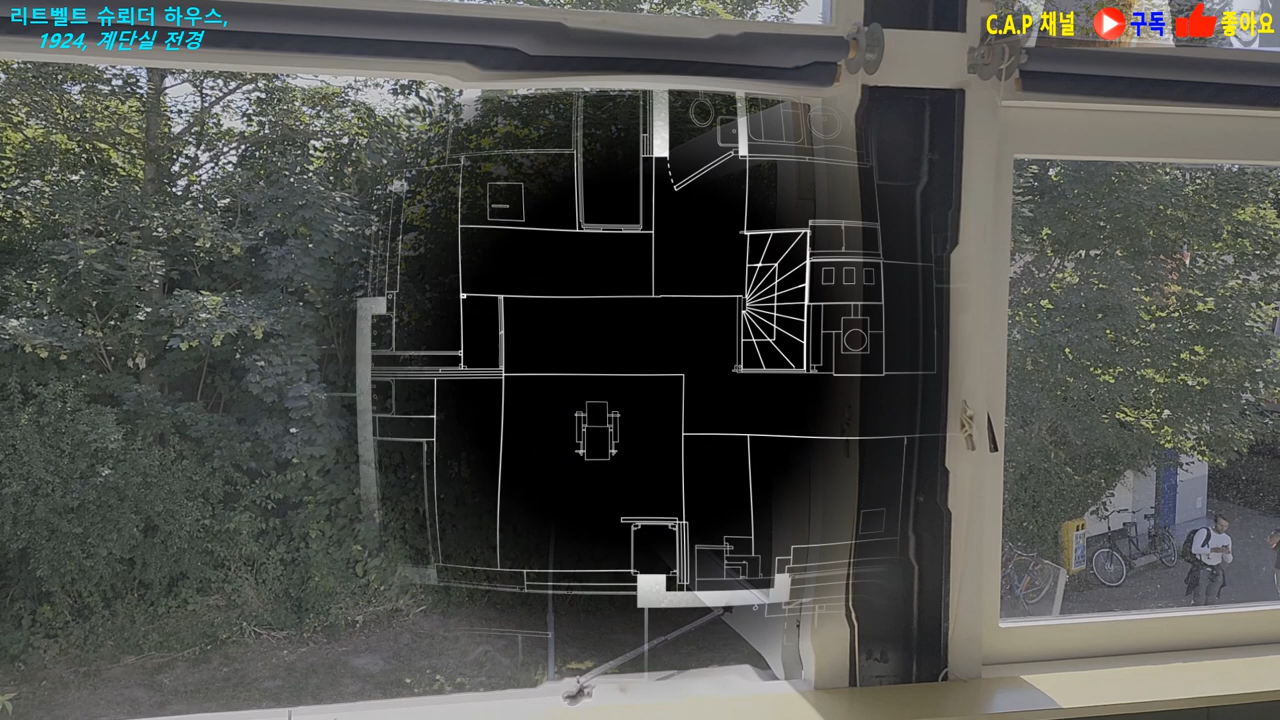 리트벨트 슈뢰더 하우스,
1924, 계단실 전경
C.A.P 채널 구독 좋아요